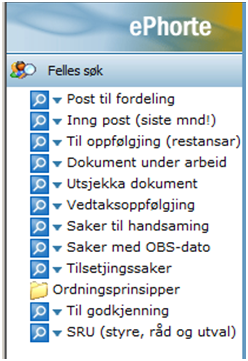 ePhorte
Felles søk
Post til fordeling
Inng post (siste mnd!)
Til oppfølging (restansar)
Dokument under arbeid
Utsjekka dokument
Vedtaksoppfølging
Saker til handsaming
Saker med OBS-dato
Tilsetjingssaker
Ordningsprinsipper
Til godkjenning
SRU (styre, råd og utval)